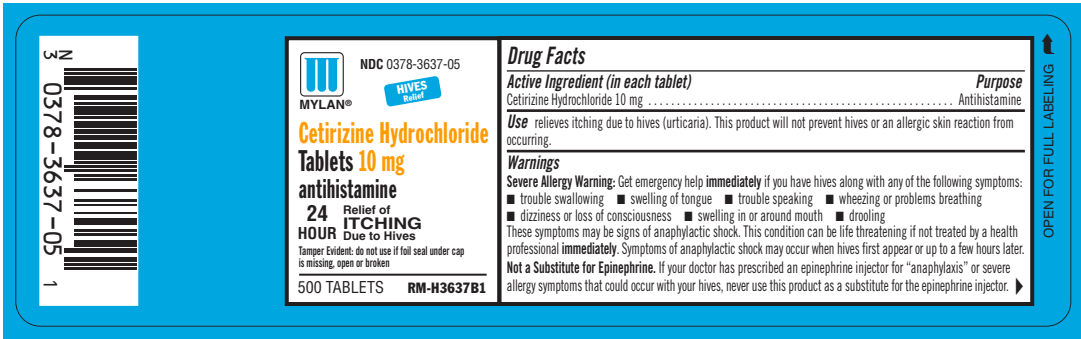 N
3 0378-3637-05 1
MYLAN®
NDC 0378-3637-05
HIVES
Relief
Cetirizine Hydrochloride
Tablets 10 mg
antihistamine
24
HOUR
Relief of
ITCHING
Due to Hives
Tamper Evident: do not use if foil seal under cap
is missing, open or broken
500 TABLETS RM-H3637B1
Drug Facts
Active Ingredient (in each tablet) Purpose
Cetirizine Hydrochloride 10 mg ...................................................... Antihistamine
Use relieves itching due to hives (urticaria). This product will not prevent hives or an allergic skin reaction from
occurring.
Warnings
Severe Allergy Warning: Get emergency help immediately if you have hives along with any of the following symptoms:
■ trouble swallowing ■ swelling of tongue ■ trouble speaking ■ wheezing or problems breathing
■ dizziness or loss of consciousness ■ swelling in or around mouth ■ drooling
These symptoms may be signs of anaphylactic shock. This condition can be life threatening if not treated by a health
professional immediately. Symptoms of anaphylactic shock may occur when hives first appear or up to a few hours later.
Not a Substitute for Epinephrine. If your doctor has prescribed an epinephrine injector for “anaphylaxis” or severe
allergy symptoms that could occur with your hives, never use this product as a substitute for the epinephrine injector.
OPEN FOR FULL LABELING